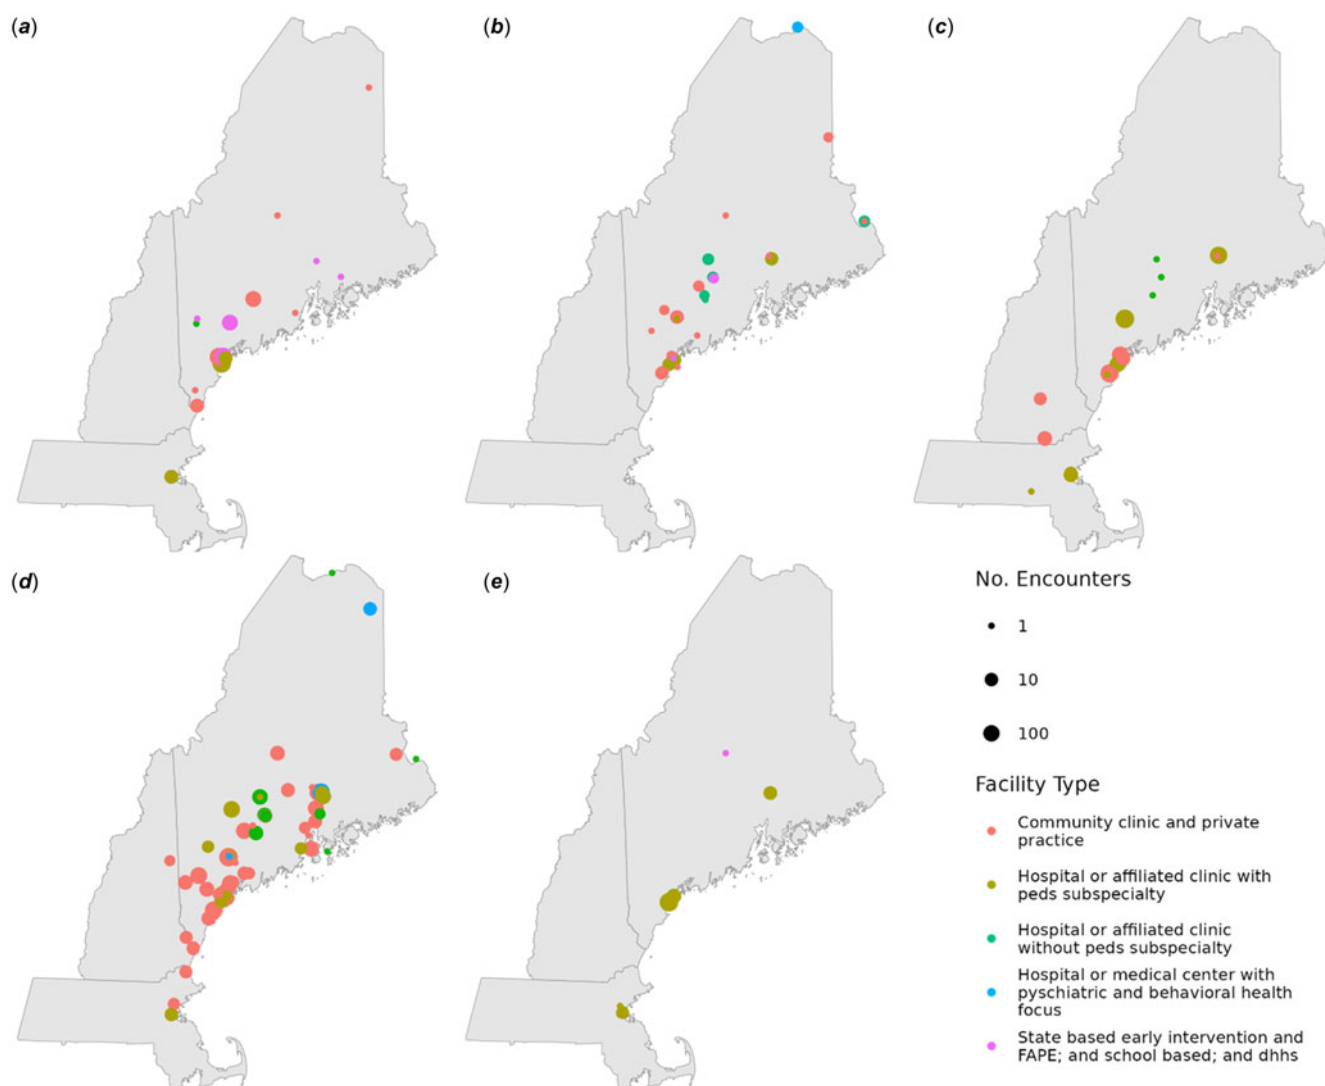 (a)
(b)
(c)
(d)
(e)
No. Encounters
1
10
100
Facility Type
Community clinic and private
practice
Hospital or affiliated clinic with
peds subspecialty
Hospital or affiliated clinic
without peds subspecialty
Hospital or medical center with
pyschiatric and behavioral health
focus
State based early intervention and
FAPE; and school based; and dhhs